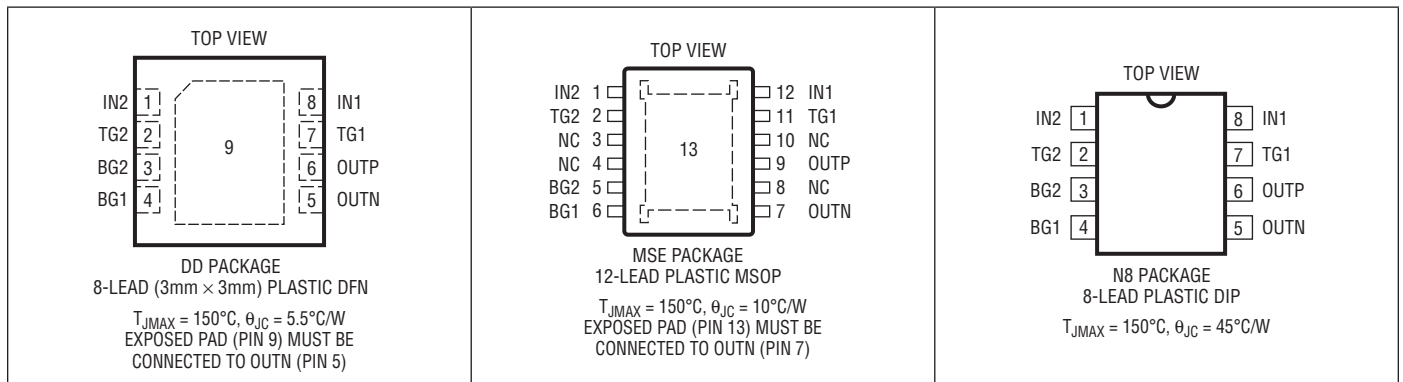 TOP VIEW
IN2 1 8 IN1
TG2 2 7 TG1
BG2 3 6 OUTP
BG1 4 5 OUTN
9
DD PACKAGE
8-LEAD (3mm × 3mm) PLASTIC DFN
TJMAX = 150°C, θJC = 5.5°C/W
EXPOSED PAD (PIN 9) MUST BE
CONNECTED TO OUTN (PIN 5)
TOP VIEW
IN2 1 12 IN1
TG2 2 11 TG1
NC 3 10 NC
NC 4 9 OUTP
BG2 5 8 NC
BG1 6 7 OUTN
13
MSE PACKAGE
12-LEAD PLASTIC MSOP
TJMAX = 150°C, θJC = 10°C/W
EXPOSED PAD (PIN 13) MUST BE
CONNECTED TO OUTN (PIN 7)
TOP VIEW
IN2 1 8 IN1
TG2 2 7 TG1
BG2 3 6 OUTP
BG1 4 5 OUTN
N8 PACKAGE
8-LEAD PLASTIC DIP
TJMAX = 150°C, θJC = 45°C/W